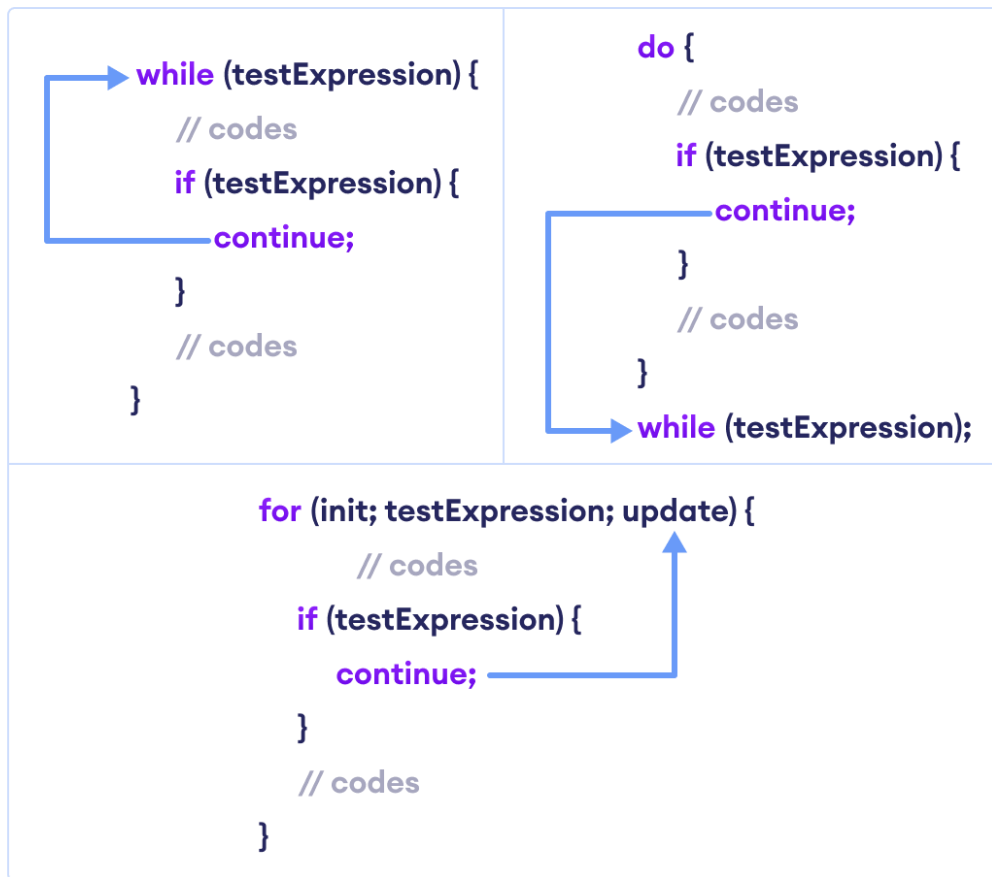 while (testExpression) {
// codes
if (testExpression) {
continue;
}
// codes
}
do {
// codes
if (testExpression) {
continue;
}
// codes
}
while (testExpression);
for (init; testExpression; update) {
// codes
if (testExpression) {
continue;
}
// codes
}